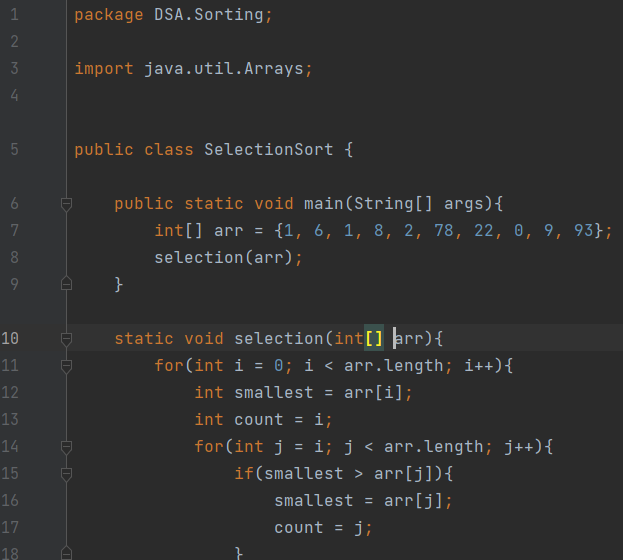 1 package DSA.Sorting;
2
3 import java.util.Arrays;
4
5 public class SelectionSort {
6 public static void main(String[] args){
7 int[] arr = {1, 6, 1, 8, 2, 78, 22, 0, 9, 93};
8 selection(arr);
9 }
10 static void selection(int[] arr){
11 for(int i = 0; i < arr.length; i++){
12 int smallest = arr[i];
13 int count = i;
14 for(int j = i; j < arr.length; j++){
15 if(smallest > arr[j]){
16 smallest = arr[j];
17 count = j;
18 }